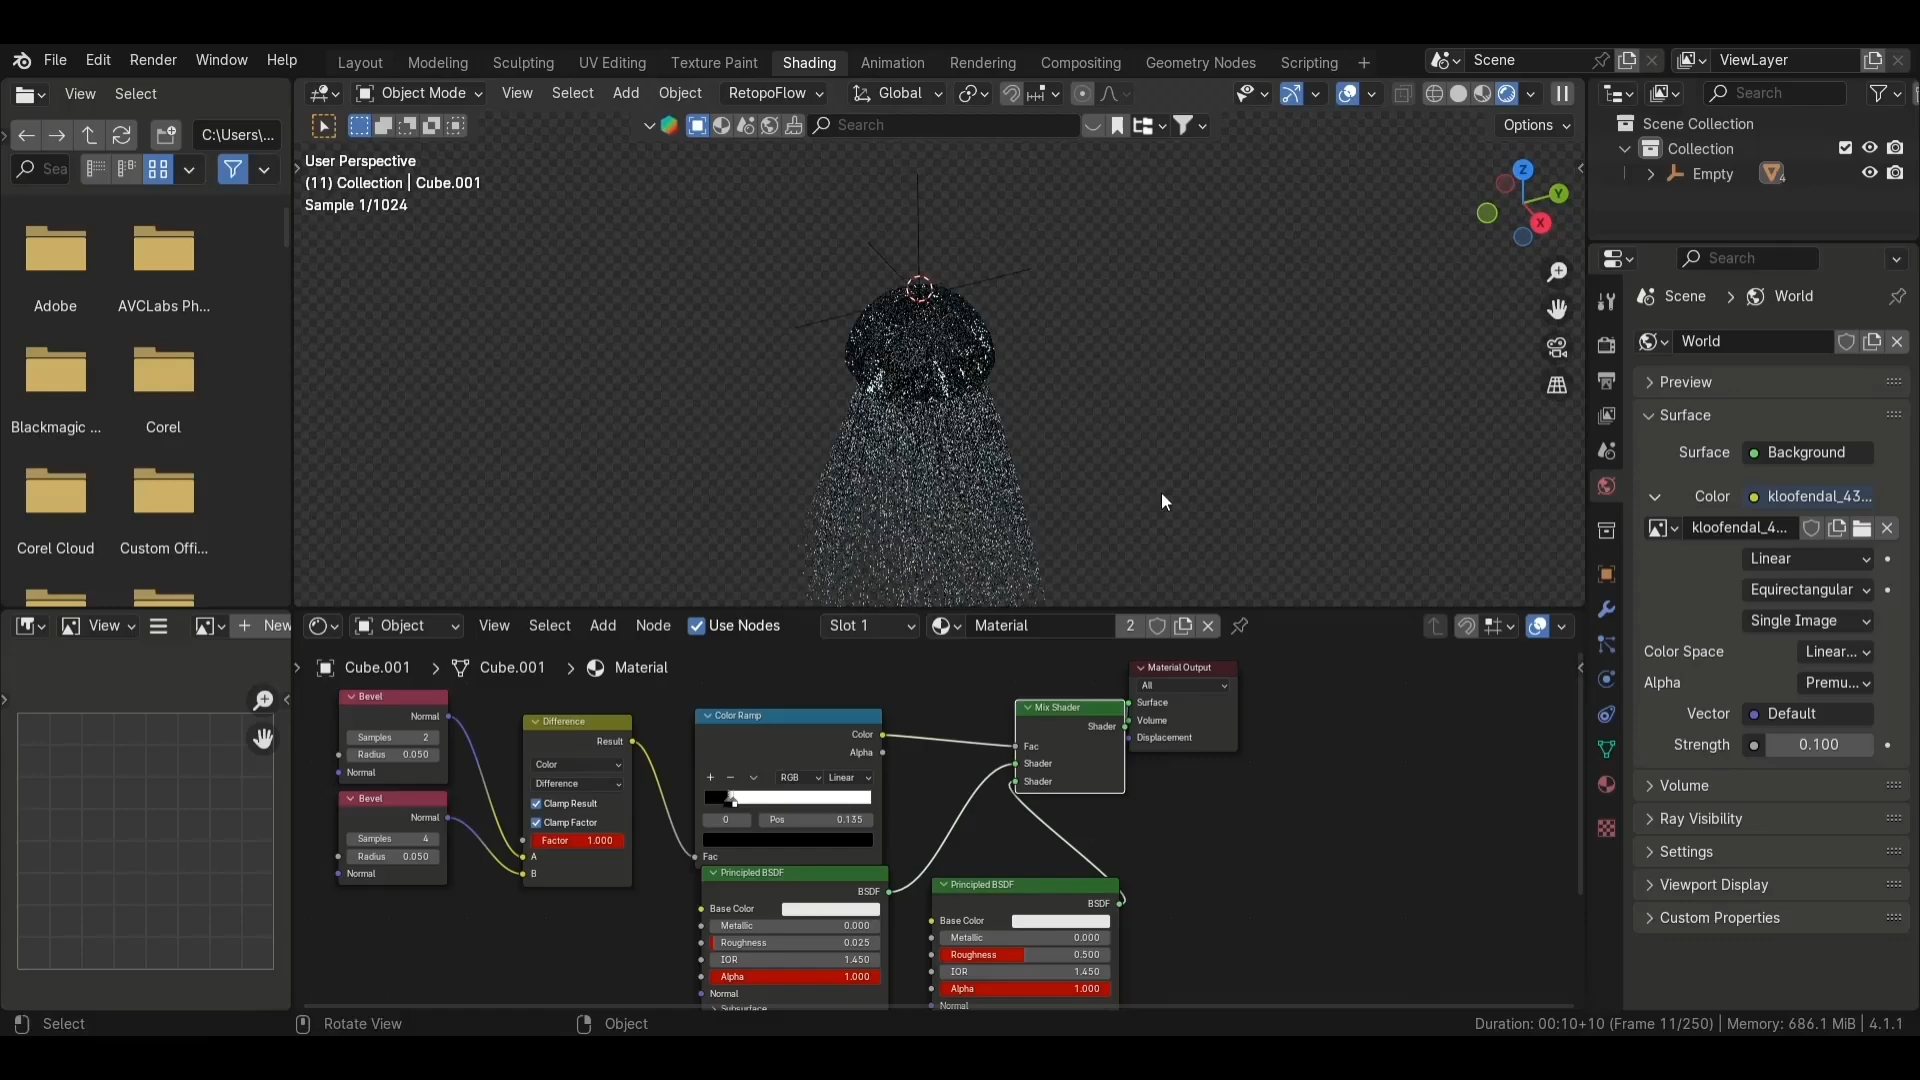 File Edit Render Window Help
Layout Modeling Sculpting UV Editing Texture Paint Shading Animation Rendering Compositing Geometry Nodes Scripting +
Scene
ViewLayer
View Select
Object Mode View Select Add Object RetopoFlow Global
Search
C:\Users\...
Search
Options
Sea
User Perspective
(11) Collection | Cube.001
Sample 1/1024
Z
Y
X
Scene Collection
Collection
Empty 4
Adobe
AVCLabs Ph...
Blackmagic ...
Corel
Corel Cloud
Custom Offi...
Search
Scene > World
World
Preview
Surface
Surface Background
Color kloofendal_43...
kloofendal_4...
Linear
Equirectangular
Single Image
Color Space Linear...
Alpha Premu...
Vector Default
Strength 0.100
Volume
Ray Visibility
Settings
Viewport Display
Custom Properties
View
+ New
Object View Select Add Node Use Nodes Slot 1 Material 2
Cube.001 > Cube.001 > Material
Bevel
Normal
Samples 2
Radius 0.050
Normal
Bevel
Normal
Samples 4
Radius 0.050
Normal
Difference
Result
Color
Difference
Clamp Result
Clamp Factor
Factor 1.000
A
B
Color Ramp
Color
Alpha
+ − RGB Linear
0 Pos 0.135
Fac
Principled BSDF
BSDF
Base Color
Metallic 0.000
Roughness 0.025
IOR 1.450
Alpha 1.000
Normal
Subsurface
Principled BSDF
BSDF
Base Color
Metallic 0.000
Roughness 0.500
IOR 1.450
Alpha 1.000
Normal
Mix Shader
Shader
Fac
Shader
Shader
Material Output
All
Surface
Volume
Displacement
Select
Rotate View
Object
Duration: 00:10+10 (Frame 11/250) | Memory: 686.1 MiB | 4.1.1